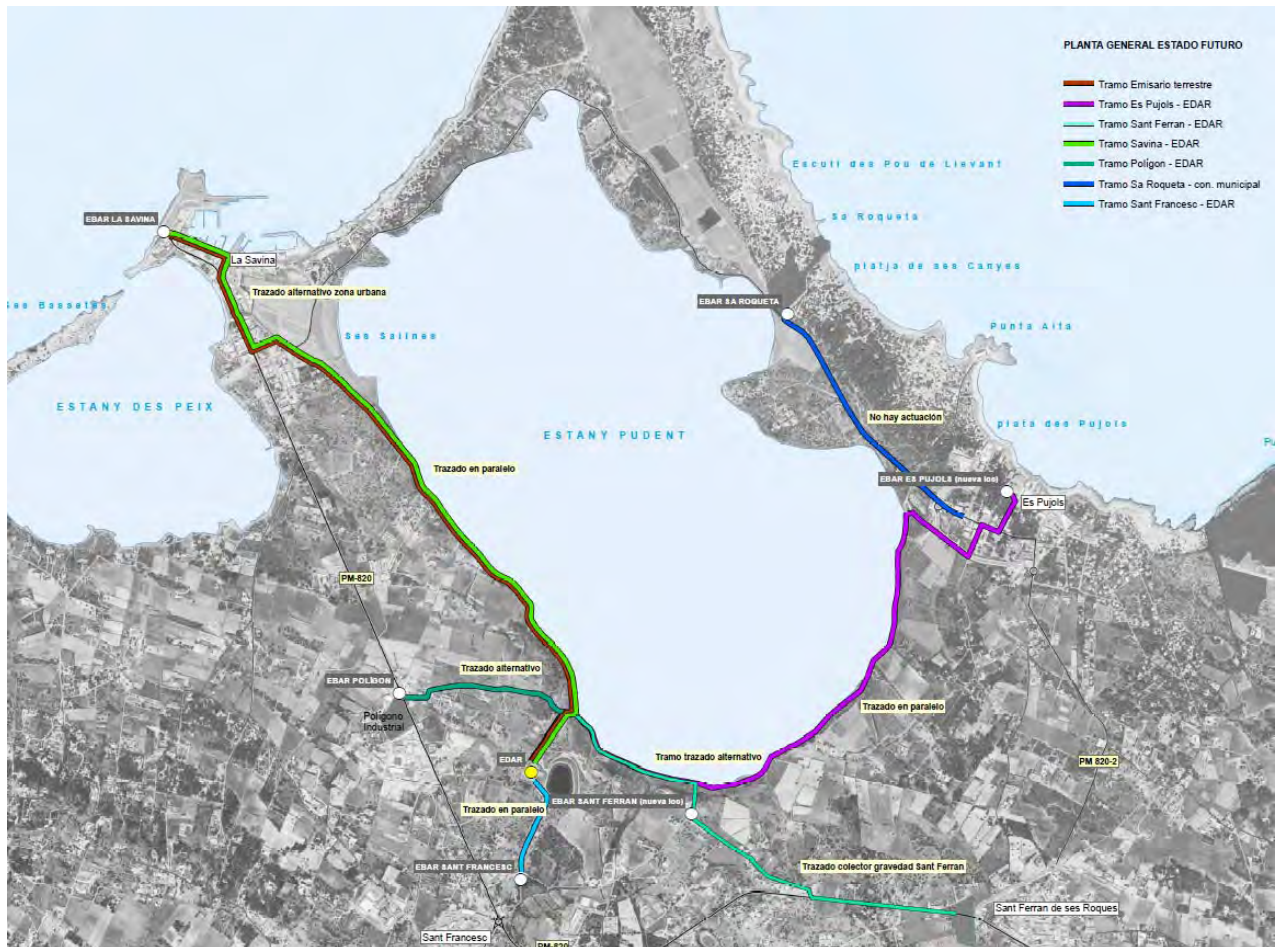 PLANTA GENERAL ESTADO FUTURO
Tramo Emisario terrestre
Tramo Es Pujols - EDAR
Tramo Sant Ferran - EDAR
Tramo Savina - EDAR
Tramo Polígon - EDAR
Tramo Sa Roqueta - con. municipal
Tramo Sant Francesc - EDAR
Escull des Pou de Llevant
Sa Roqueta
EBAR LA SAVINA
La Savina
platja de ses Canyes
Trazado alternativo zona urbana
Ses Bassetes
EBAR SA ROQUETA
Punta Alta
Ses Salines
ESTANY DES PEIX
No hay actuación
platja des Pujols
ESTANY PUDENT
Trazado en paralelo
EBAR ES PUJOLS (nueva loc)
Es Pujols
PM-820
Trazado alternativo
EBAR POLÍGON
Polígono
Industrial
Trazado en paralelo
Tramo trazado alternativo
EDAR
PM 820-2
EBAR SANT FERRAN (nueva loc)
Trazado en paralelo
EBAR SANT FRANCESC
Trazado colector gravedad Sant Ferran
Sant Ferran de ses Roques
Sant Francesc
PM-820